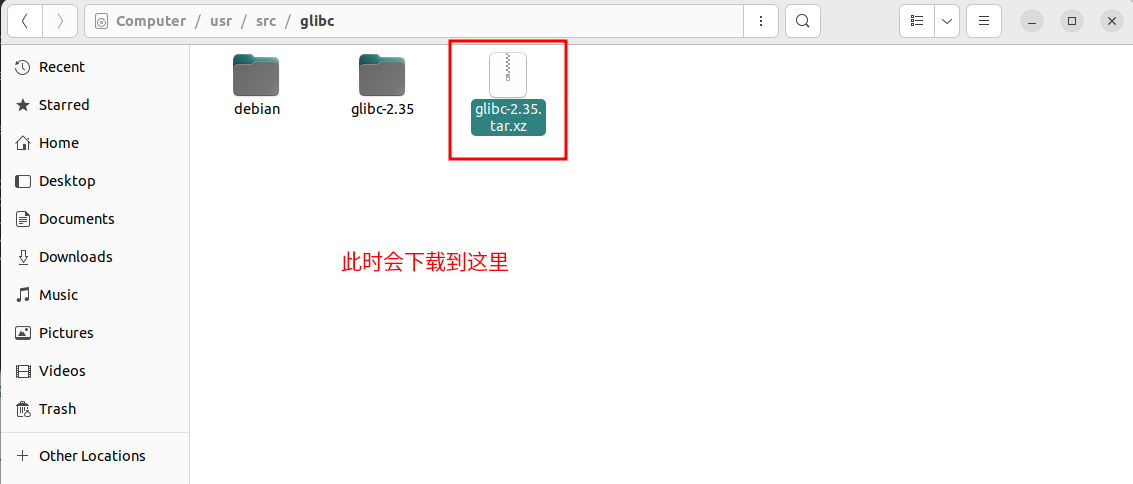 Computer / usr / src / glibc
Recent
Starred
Home
Desktop
Documents
Downloads
Music
Pictures
Videos
Trash
Other Locations
debian
glibc-2.35
glibc-2.35.
tar.xz
此时会下载到这里